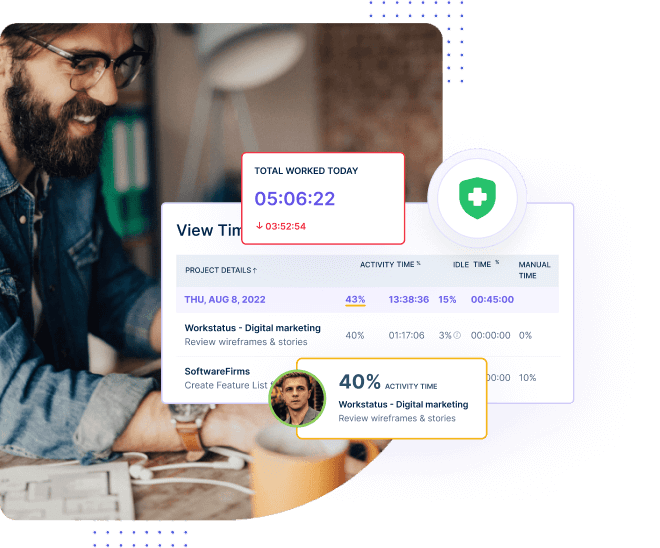 TOTAL WORKED TODAY
05:06:22
↓ 03:52:54
View
PROJECT DETAILS↑ ACTIVITY TIME % IDLE TIME % MANUAL TIME
THU, AUG 8, 2022 43% 13:38:36 15% 00:45:00
Workstatus - Digital marketing 40% 01:17:06 3% 00:00:00 0%
Review wireframes & stories
SoftwareFirms :00:00 10%
Create Feature List
40% ACTIVITY TIME
Workstatus - Digital marketing
Review wireframes & stories